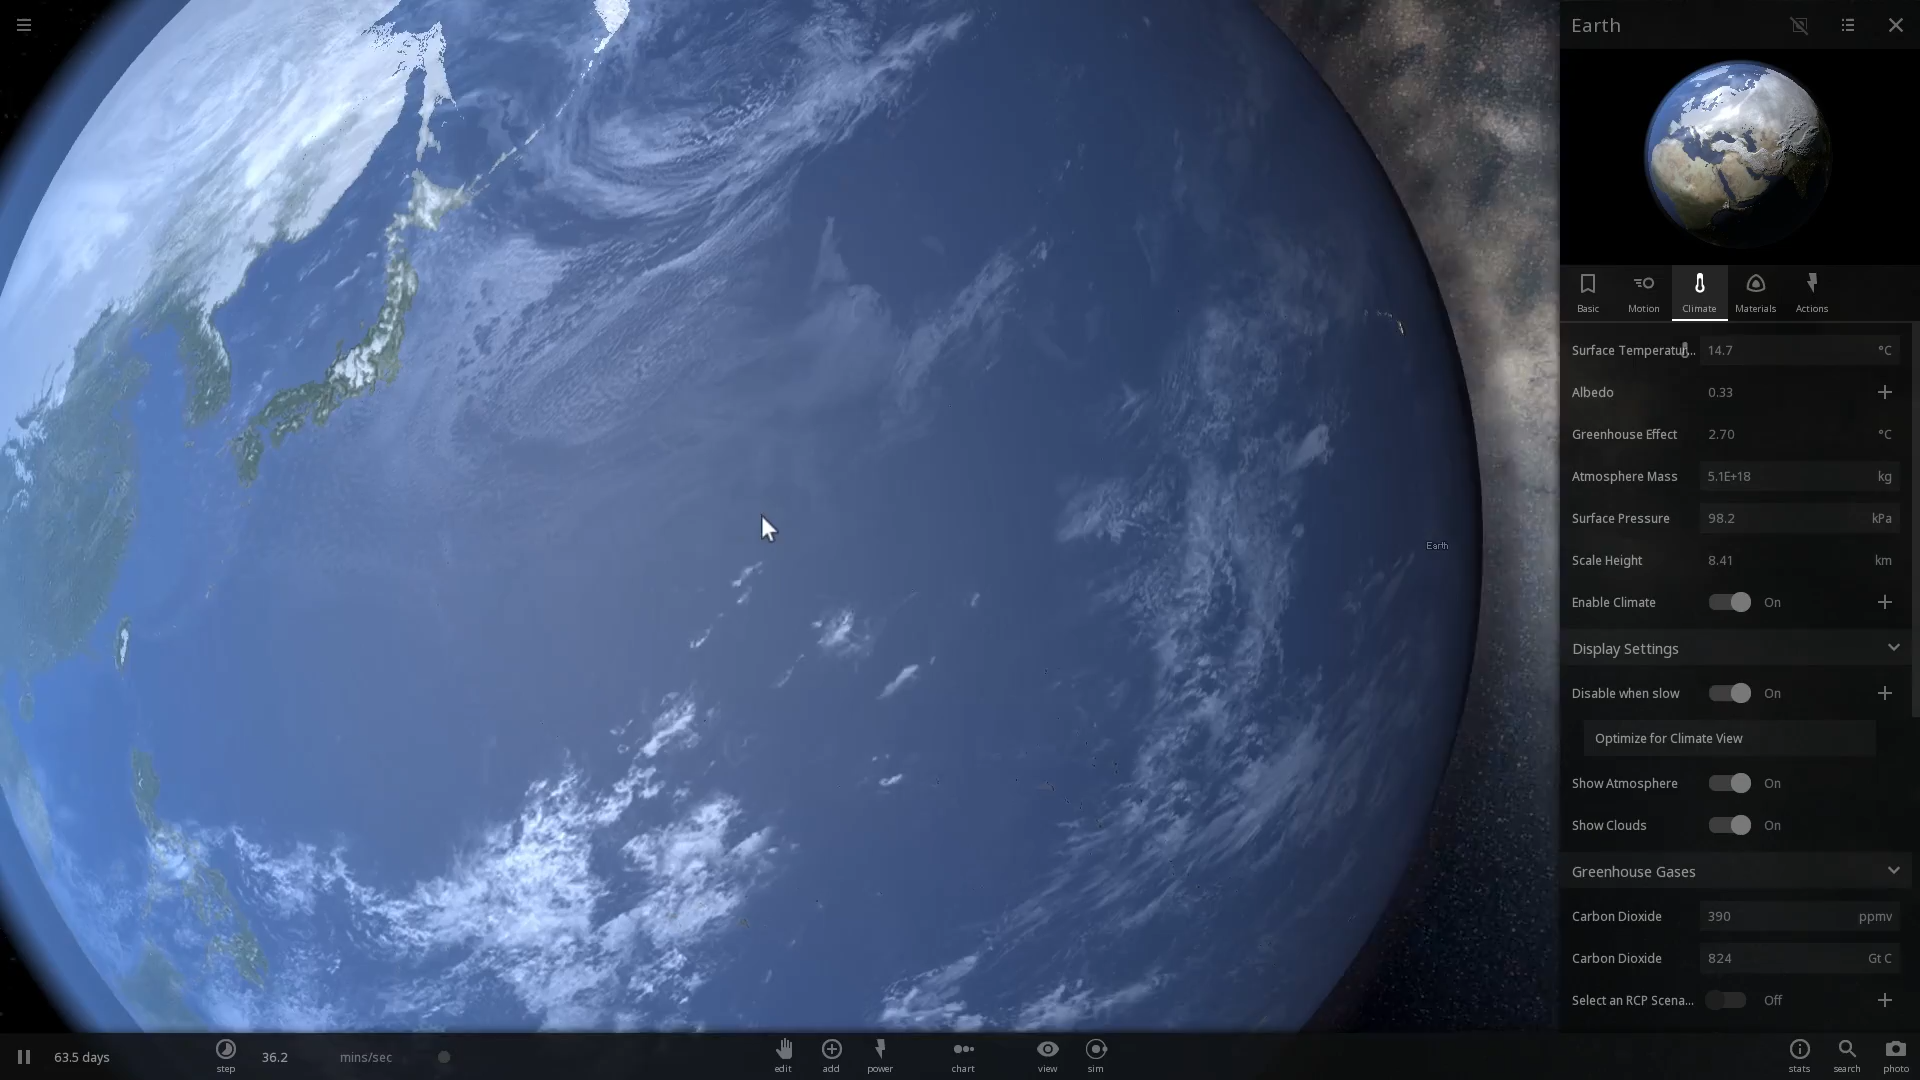 Earth
Basic
Motion
Climate
Materials
Actions
Surface Temperatur... 14.7 °C
Albedo 0.33
Greenhouse Effect 2.70 °C
Atmosphere Mass 5.1E+18 kg
Surface Pressure 98.2 kPa
Earth
Scale Height 8.41 km
Enable Climate On
Display Settings
Disable when slow On
Optimize for Climate View
Show Atmosphere On
Show Clouds On
Greenhouse Gases
Carbon Dioxide 390 ppmv
Carbon Dioxide 824 Gt C
Select an RCP Scena... Off
63.5 days
step
36.2 mins/sec
edit
add
power
chart
view
sim
stats
search
photo